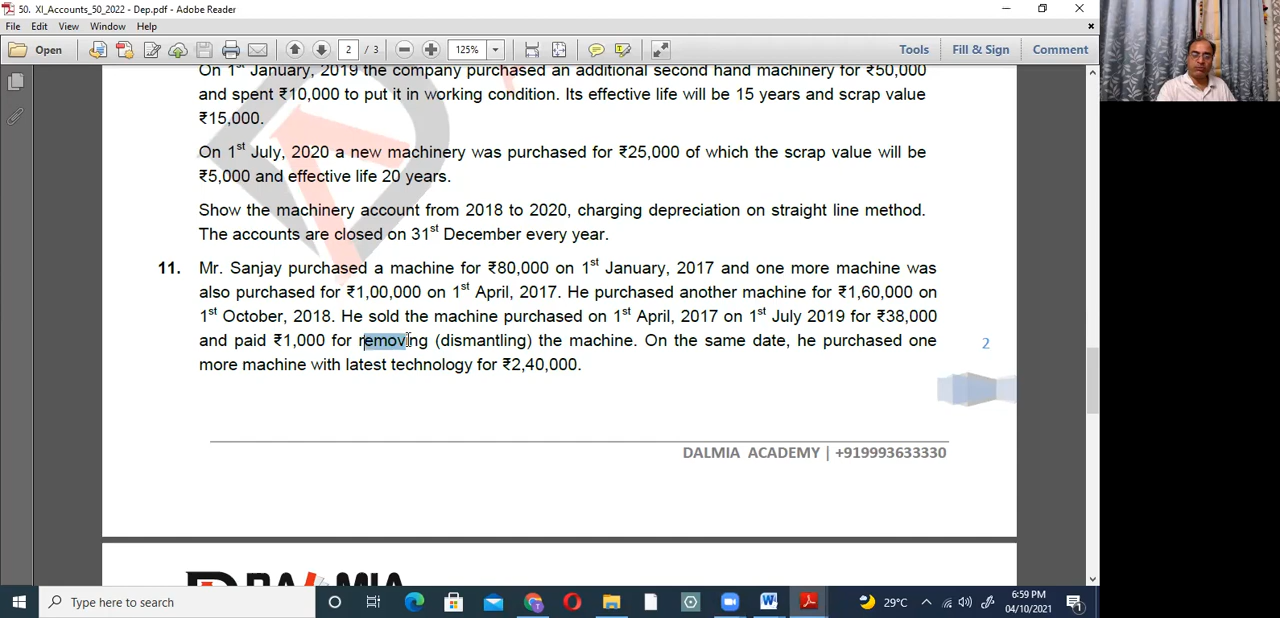 50. XI_Accounts_50_2022 - Dep.pdf - Adobe Reader
File Edit View Window Help
Open 2 / 3 125% Tools Fill & Sign Comment
On 1st January, 2019 the company purchased an additional second hand machinery for ₹50,000
and spent ₹10,000 to put it in working condition. Its effective life will be 15 years and scrap value
₹15,000.
On 1st July, 2020 a new machinery was purchased for ₹25,000 of which the scrap value will be
₹5,000 and effective life 20 years.
Show the machinery account from 2018 to 2020, charging depreciation on straight line method.
The accounts are closed on 31st December every year.
11. Mr. Sanjay purchased a machine for ₹80,000 on 1st January, 2017 and one more machine was
also purchased for ₹1,00,000 on 1st April, 2017. He purchased another machine for ₹1,60,000 on
1st October, 2018. He sold the machine purchased on 1st April, 2017 on 1st July 2019 for ₹38,000
and paid ₹1,000 for removing (dismantling) the machine. On the same date, he purchased one
more machine with latest technology for ₹2,40,000.
2
DALMIA ACADEMY | +919993633330
DALMIA
Type here to search
29°C
6:59 PM
04/10/2021
1